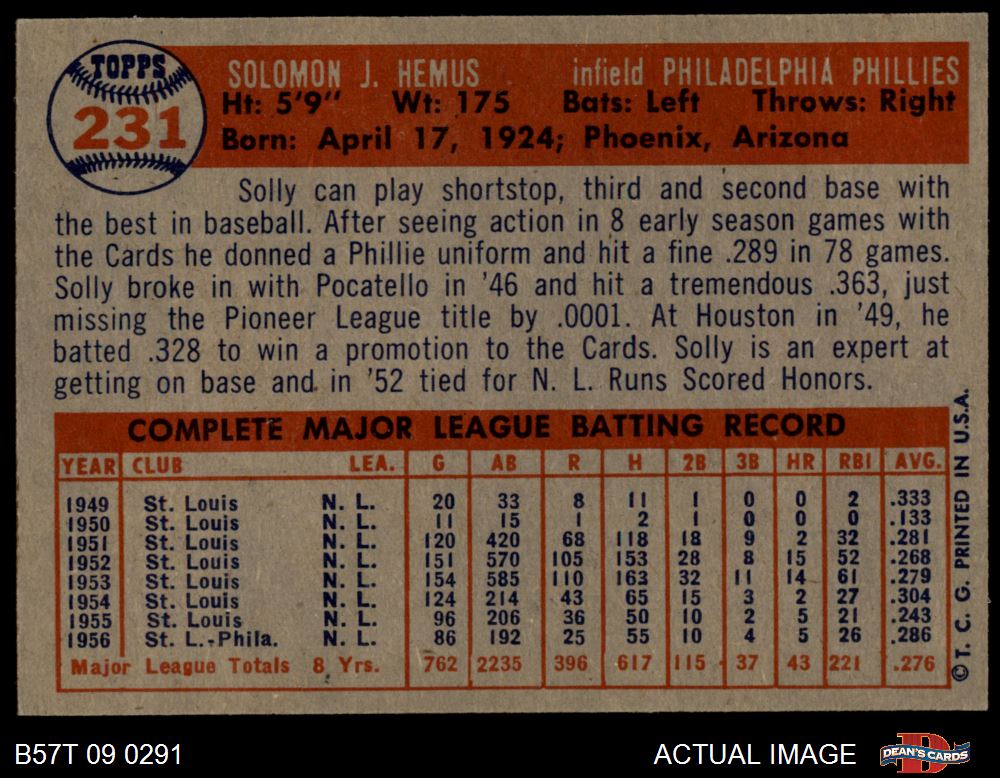 TOPPS
231
SOLOMON J. HEMUS infield PHILADELPHIA PHILLIES
Ht: 5'9" Wt: 175 Bats: Left Throws: Right
Born: April 17, 1924; Phoenix, Arizona
Solly can play shortstop, third and second base with
the best in baseball. After seeing action in 8 early season games with
the Cards he donned a Phillie uniform and hit a fine .289 in 78 games.
Solly broke in with Pocatello in '46 and hit a tremendous .363, just
missing the Pioneer League title by .0001. At Houston in '49, he
batted .328 to win a promotion to the Cards. Solly is an expert at
getting on base and in '52 tied for N. L. Runs Scored Honors.
COMPLETE MAJOR LEAGUE BATTING RECORD
YEAR CLUB LEA. G AB R H 2B 3B HR RBI AVG.
1949 St. Louis N. L. 20 33 8 11 1 0 0 2 .333
1950 St. Louis N. L. 11 15 1 2 1 0 0 0 .133
1951 St. Louis N. L. 120 420 68 118 18 9 2 32 .281
1952 St. Louis N. L. 151 570 105 153 28 8 15 52 .268
1953 St. Louis N. L. 154 585 110 163 32 11 14 61 .279
1954 St. Louis N. L. 124 214 43 65 15 3 2 27 .304
1955 St. Louis N. L. 96 206 36 50 10 2 5 21 .243
1956 St. L.-Phila. N. L. 86 192 25 55 10 4 5 26 .286
Major League Totals 8 Yrs. 762 2235 396 617 115 37 43 221 .276
© T. C. G. PRINTED IN U.S.A.
B57T 09 0291 ACTUAL IMAGE
DEAN'S CARDS